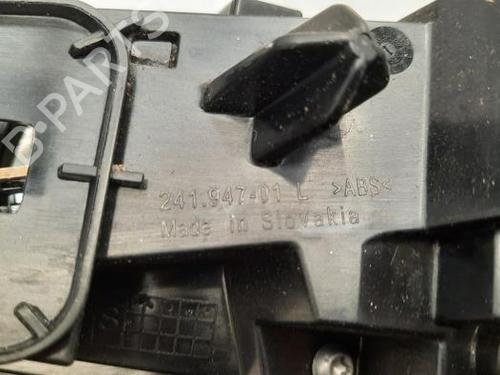 B-PARTS
241.947-01 L >ABS<
Made in Slovakia